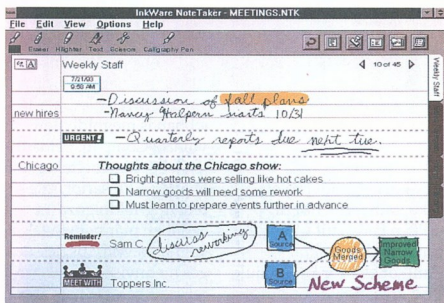 InkWare NoteTaker - MEETINGS.NTK
File Edit View Options Help
Eraser Hilighter Text Scissors Calligraphy Pen
Weekly Staff
10 of 45
Weekly Staff
7/21/93
9:50 AM
- Discussion of fall plans
new hires - Nancy Halpern starts 10/31
URGENT! - Quarterly reports due next tue.
Chicago Thoughts about the Chicago show:
Bright patterns were selling like hot cakes
Narrow goods will need some rework
Must learn to prepare events further in advance
Reminder! Sam C. discuss reworking
A Source
Goods Merged
Improved Narrow Goods
B Source
MEET WITH Toppers Inc.
New Scheme